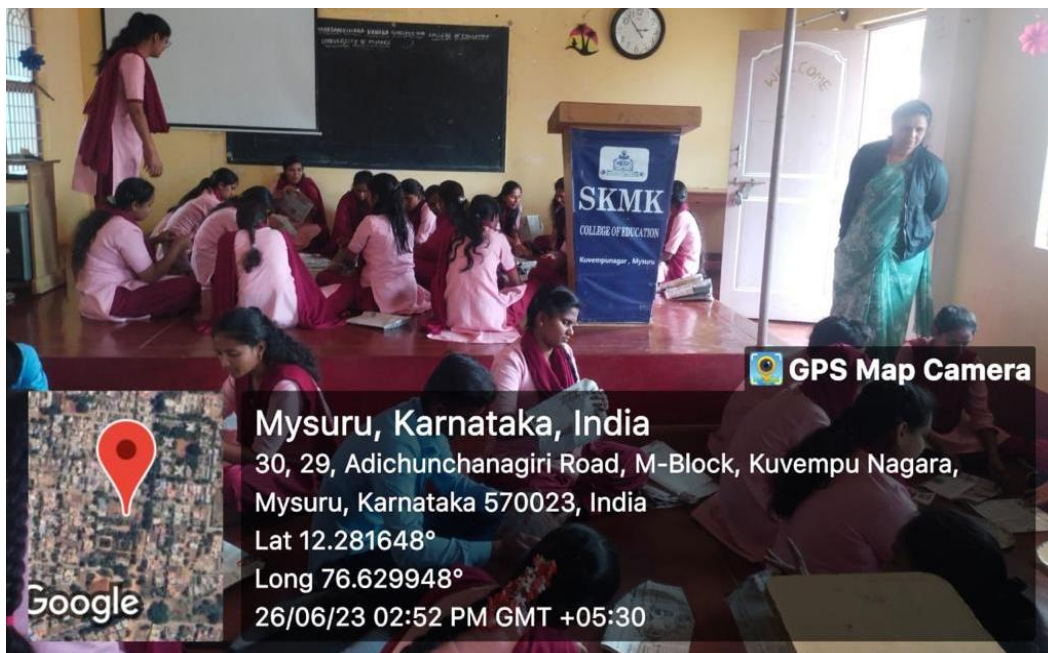 WELCOME
SKMK
COLLEGE OF EDUCATION
Kuvempunagar, Mysuru
GPS Map Camera
Mysuru, Karnataka, India
30, 29, Adichunchanagiri Road, M-Block, Kuvempu Nagara,
Mysuru, Karnataka 570023, India
Lat 12.281648°
Long 76.629948°
26/06/23 02:52 PM GMT +05:30
Google